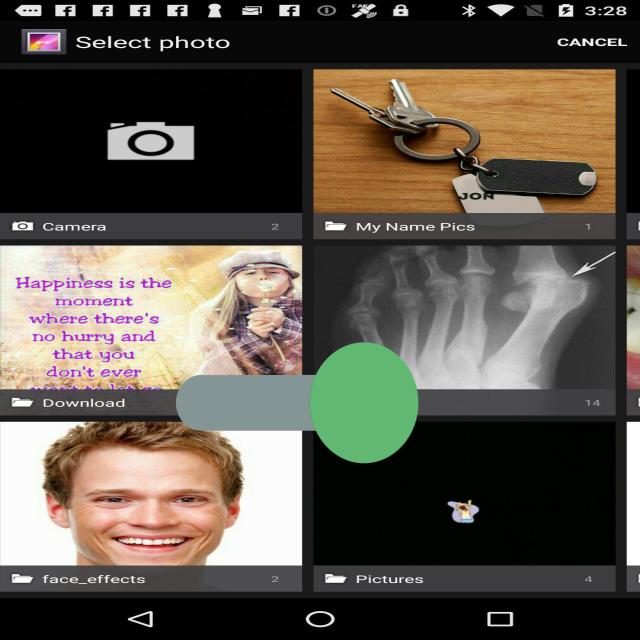 3:28
Select photo
CANCEL
JON
Camera
2
My Name Pics
1
Happiness is the
moment
where there's
no hurry and
that you
don't ever
Download
14
face_effects
2
Pictures
4